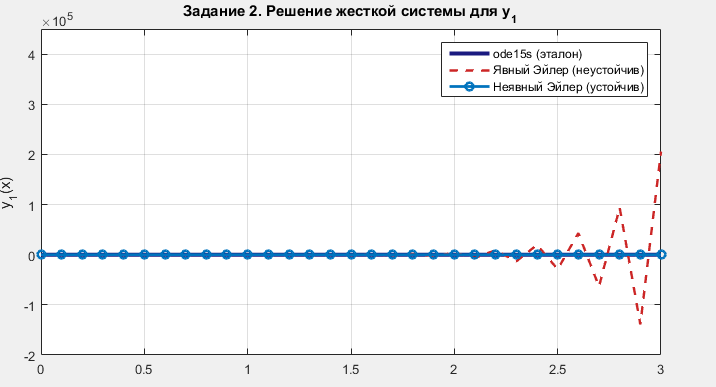 Задание 2. Решение жесткой системы для y1
×10^5
ode15s (эталон)
Явный Эйлер (неустойчив)
Неявный Эйлер (устойчив)
y1(x)
4
3
2
1
0
-1
-2
0 0.5 1 1.5 2 2.5 3